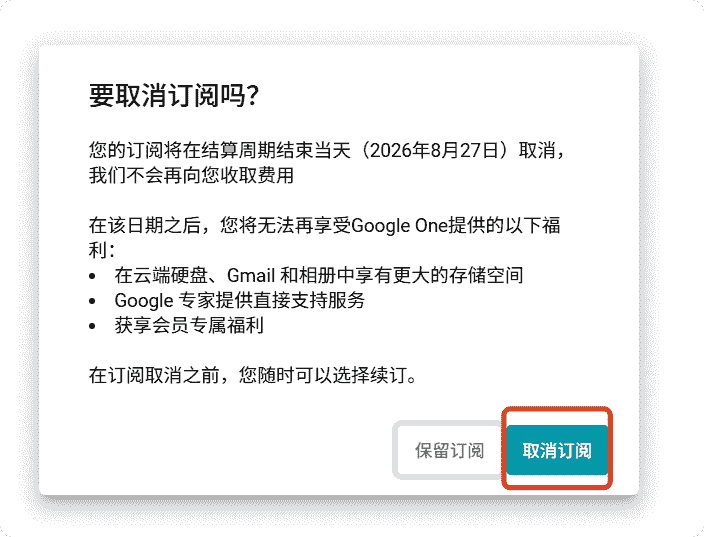 要取消订阅吗？
您的订阅将在结算周期结束当天（2026年8月27日）取消，
我们不会再向您收取费用
在该日期之后，您将无法再享受Google One提供的以下福
利：
• 在云端硬盘、Gmail 和相册中享有更大的存储空间
• Google 专家提供直接支持服务
• 获享会员专属福利
在订阅取消之前，您随时可以选择续订。
保留订阅
取消订阅